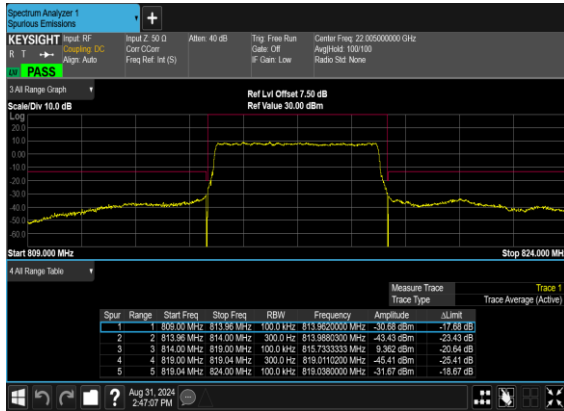 Spectrum Analyzer 1
Spurious Emissions
+
KEYSIGHT Input: RF Input Z: 50 Ω Atten: 40 dB Trig: Free Run Center Freq: 22.005000000 GHz
R T Coupling: DC Corr CCorr Gate: Off Avg|Hold: 100/100
Align: Auto Freq Ref: Int (S) IF Gain: Low Radio Std: None
PASS
3 All Range Graph
Ref Lvl Offset 7.50 dB
Scale/Div 10.0 dB Ref Value 30.00 dBm
Log
20.0
10.0
0.00
-10.0
-20.0
-30.0
-40.0
-50.0
-60.0
Start 809.000 MHz Stop 824.000 MHz
4 All Range Table
Measure Trace Trace 1
Trace Type Trace Average (Active)
Spur Range Start Freq Stop Freq RBW Frequency Amplitude ΔLimit
1 1 809.00 MHz 813.96 MHz 100.0 kHz 813.9620000 MHz -30.68 dBm -17.68 dB
2 2 813.96 MHz 814.00 MHz 300.0 Hz 813.9880300 MHz -43.43 dBm -23.43 dB
3 3 814.00 MHz 819.00 MHz 100.0 kHz 815.7333333 MHz 9.362 dBm -20.64 dB
4 4 819.00 MHz 819.04 MHz 300.0 Hz 819.0110200 MHz -45.41 dBm -25.41 dB
5 5 819.04 MHz 824.00 MHz 100.0 kHz 819.0380000 MHz -31.67 dBm -18.67 dB
? Aug 31, 2024
2:47:07 PM